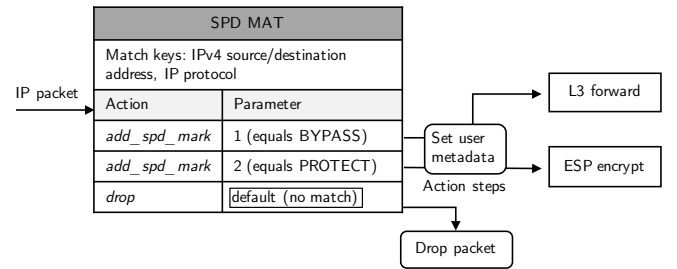 SPD MAT
Match keys: IPv4 source/destination
address, IP protocol
IP packet
Action Parameter
add_spd_mark 1 (equals BYPASS)
add_spd_mark 2 (equals PROTECT)
drop default (no match)
Set user
metadata
Action steps
L3 forward
ESP encrypt
Drop packet